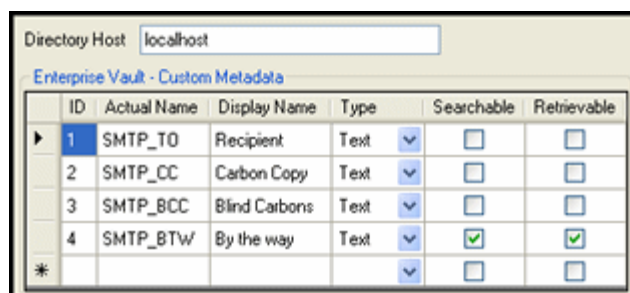 Directory Host localhost
Enterprise Vault - Custom Metadata
ID Actual Name Display Name Type Searchable Retrievable
1 SMTP_TO Recipient Text
2 SMTP_CC Carbon Copy Text
3 SMTP_BCC Blind Carbons Text
4 SMTP_BTW By the way Text